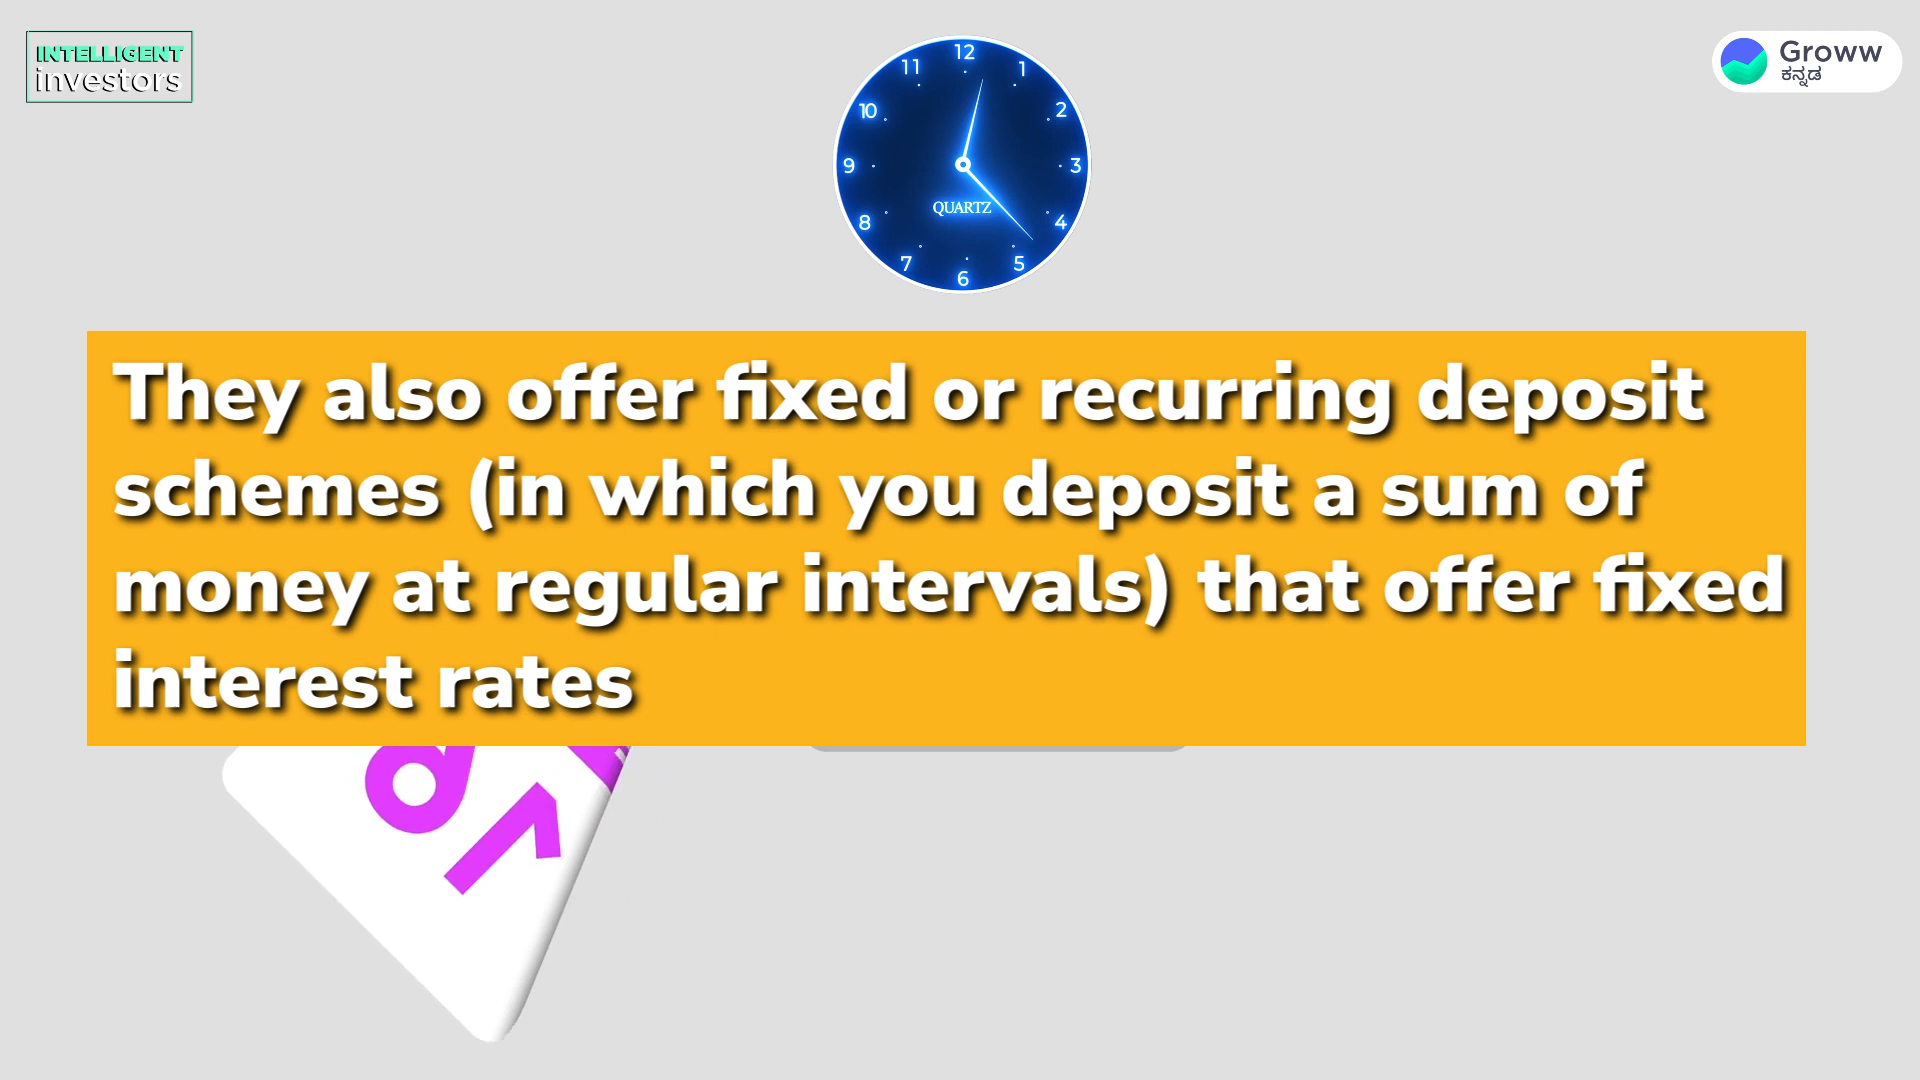 INTELLIGENT
investors
Groww
ಕನ್ನಡ
12
11
1
10
2
9
3
QUARTZ
8
4
7
5
6
They also offer fixed or recurring deposit
schemes (in which you deposit a sum of
money at regular intervals) that offer fixed
interest rates